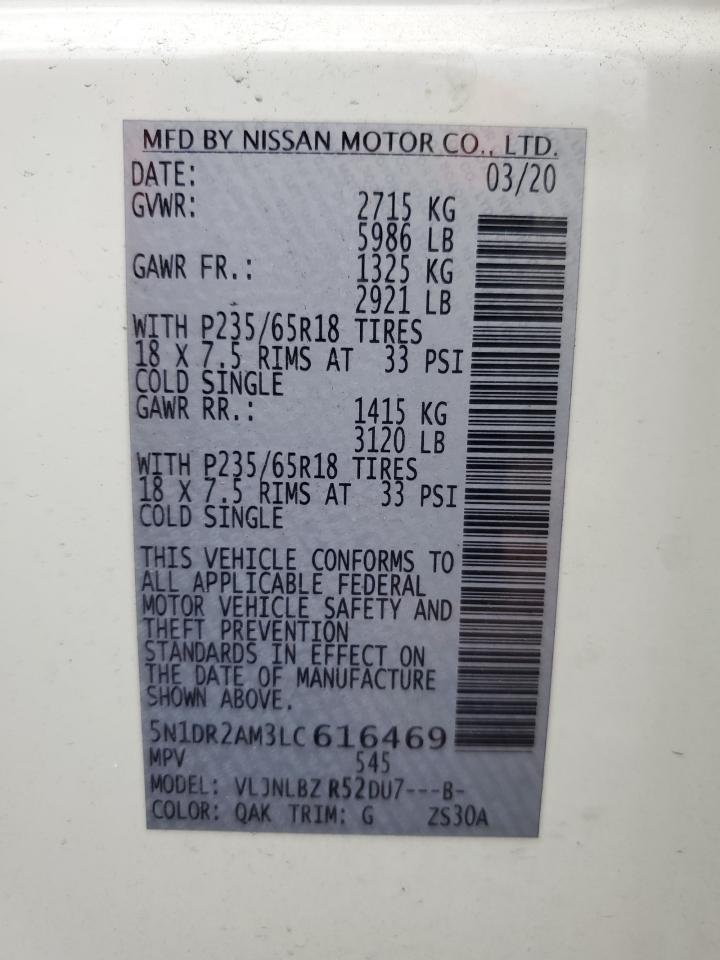 MFD BY NISSAN MOTOR CO., LTD.
DATE: 03/20
GVWR: 2715 KG
5986 LB
GAWR FR.: 1325 KG
2921 LB
WITH P235/65R18 TIRES
18 X 7.5 RIMS AT 33 PSI
COLD SINGLE
GAWR RR.: 1415 KG
3120 LB
WITH P235/65R18 TIRES
18 X 7.5 RIMS AT 33 PSI
COLD SINGLE
THIS VEHICLE CONFORMS TO
ALL APPLICABLE FEDERAL
MOTOR VEHICLE SAFETY AND
THEFT PREVENTION
STANDARDS IN EFFECT ON
THE DATE OF MANUFACTURE
SHOWN ABOVE.
5N1DR2AM3LC616469
MPV 545
MODEL: VLJNLBZ R52DU7---B-
COLOR: QAK TRIM: G ZS30A